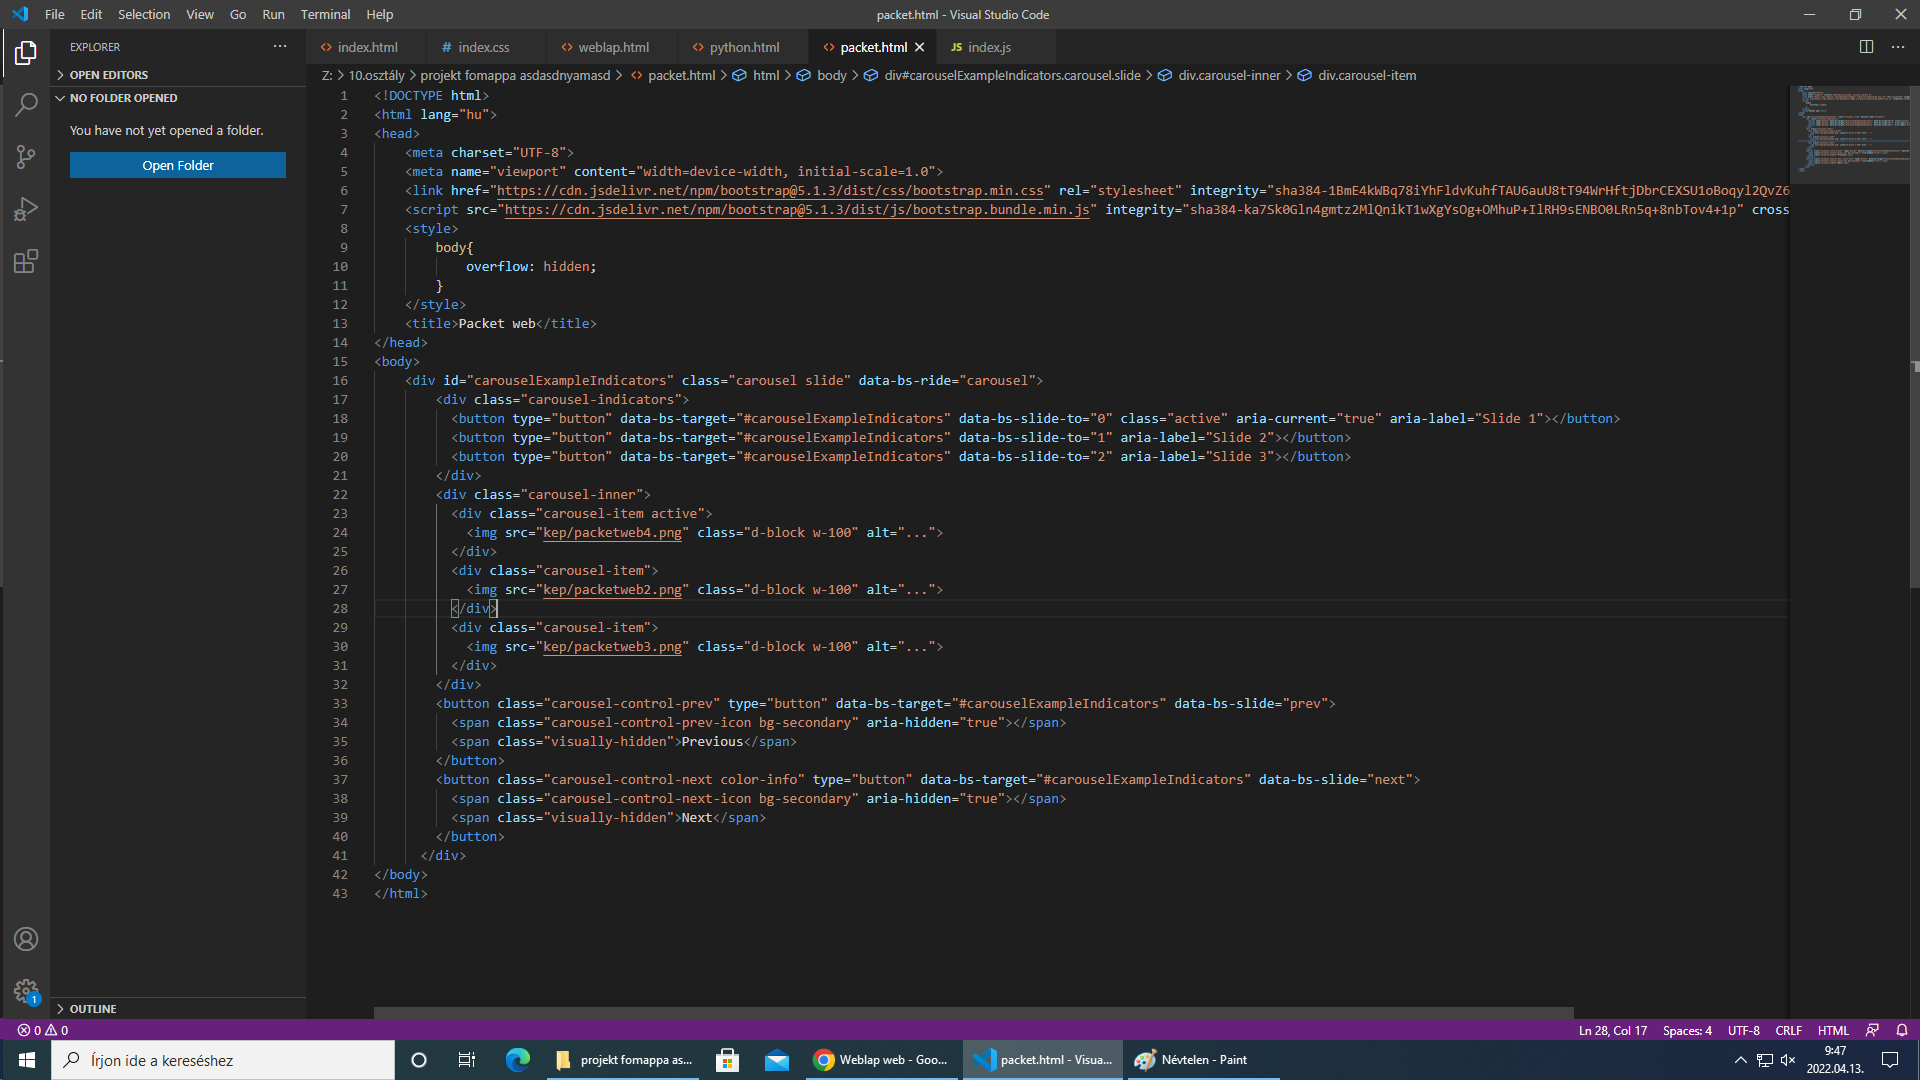 File Edit Selection View Go Run Terminal Help
packet.html - Visual Studio Code
EXPLORER
index.html
# index.css
weblap.html
python.html
packet.html
JS index.js
OPEN EDITORS
NO FOLDER OPENED
You have not yet opened a folder.
Open Folder
OUTLINE
Z: > 10.osztály > projekt fomappa asdasdnyamasd > packet.html > html > body > div#carouselExampleIndicators.carousel.slide > div.carousel-inner > div.carousel-item
1 <!DOCTYPE html>
2 <html lang="hu">
3 <head>
4 <meta charset="UTF-8">
5 <meta name="viewport" content="width=device-width, initial-scale=1.0">
6 <link href="https://cdn.jsdelivr.net/npm/bootstrap@5.1.3/dist/css/bootstrap.min.css" rel="stylesheet" integrity="sha384-1BmE4kWBq78iYhFldvKuhfTAU6auU8tT94WrHftjDbrCEXSU1oBoqyl2QvZ6
7 <script src="https://cdn.jsdelivr.net/npm/bootstrap@5.1.3/dist/js/bootstrap.bundle.min.js" integrity="sha384-ka7Sk0Gln4gmtz2MlQnikT1wXgYsOg+OMhuP+IlRH9sENBO0LRn5q+8nbTov4+1p" cross
8 <style>
9 body{
10 overflow: hidden;
11 }
12 </style>
13 <title>Packet web</title>
14 </head>
15 <body>
16 <div id="carouselExampleIndicators" class="carousel slide" data-bs-ride="carousel">
17 <div class="carousel-indicators">
18 <button type="button" data-bs-target="#carouselExampleIndicators" data-bs-slide-to="0" class="active" aria-current="true" aria-label="Slide 1"></button>
19 <button type="button" data-bs-target="#carouselExampleIndicators" data-bs-slide-to="1" aria-label="Slide 2"></button>
20 <button type="button" data-bs-target="#carouselExampleIndicators" data-bs-slide-to="2" aria-label="Slide 3"></button>
21 </div>
22 <div class="carousel-inner">
23 <div class="carousel-item active">
24 <img src="kep/packetweb4.png" class="d-block w-100" alt="...">
25 </div>
26 <div class="carousel-item">
27 <img src="kep/packetweb2.png" class="d-block w-100" alt="...">
28 </div>
29 <div class="carousel-item">
30 <img src="kep/packetweb3.png" class="d-block w-100" alt="...">
31 </div>
32 </div>
33 <button class="carousel-control-prev" type="button" data-bs-target="#carouselExampleIndicators" data-bs-slide="prev">
34 <span class="carousel-control-prev-icon bg-secondary" aria-hidden="true"></span>
35 <span class="visually-hidden">Previous</span>
36 </button>
37 <button class="carousel-control-next color-info" type="button" data-bs-target="#carouselExampleIndicators" data-bs-slide="next">
38 <span class="carousel-control-next-icon bg-secondary" aria-hidden="true"></span>
39 <span class="visually-hidden">Next</span>
40 </button>
41 </div>
42 </body>
43 </html>
1
0 0
Ln 28, Col 17 Spaces: 4 UTF-8 CRLF HTML
Írjon ide a kereséshez
projekt fomappa as...
Weblap web - Goo...
packet.html - Visua...
Névtelen - Paint
9:47
2022.04.13.